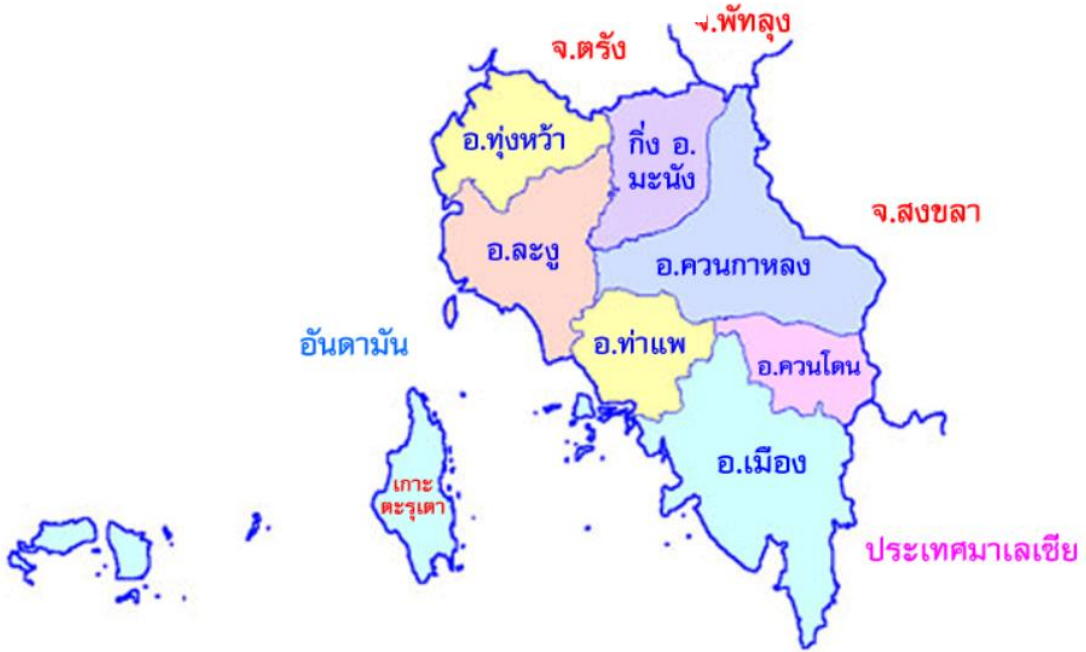 จ.พัทลุง
จ.ตรัง
อ.ทุ่งหว้า
กิ่ง อ.
มะนัง
จ.สงขลา
อ.ละงู
อ.ควนกาหลง
อันดามัน
อ.ท่าแพ
อ.ควนโดน
อ.เมือง
เกาะ
ตะรุเตา
ประเทศมาเลเซีย